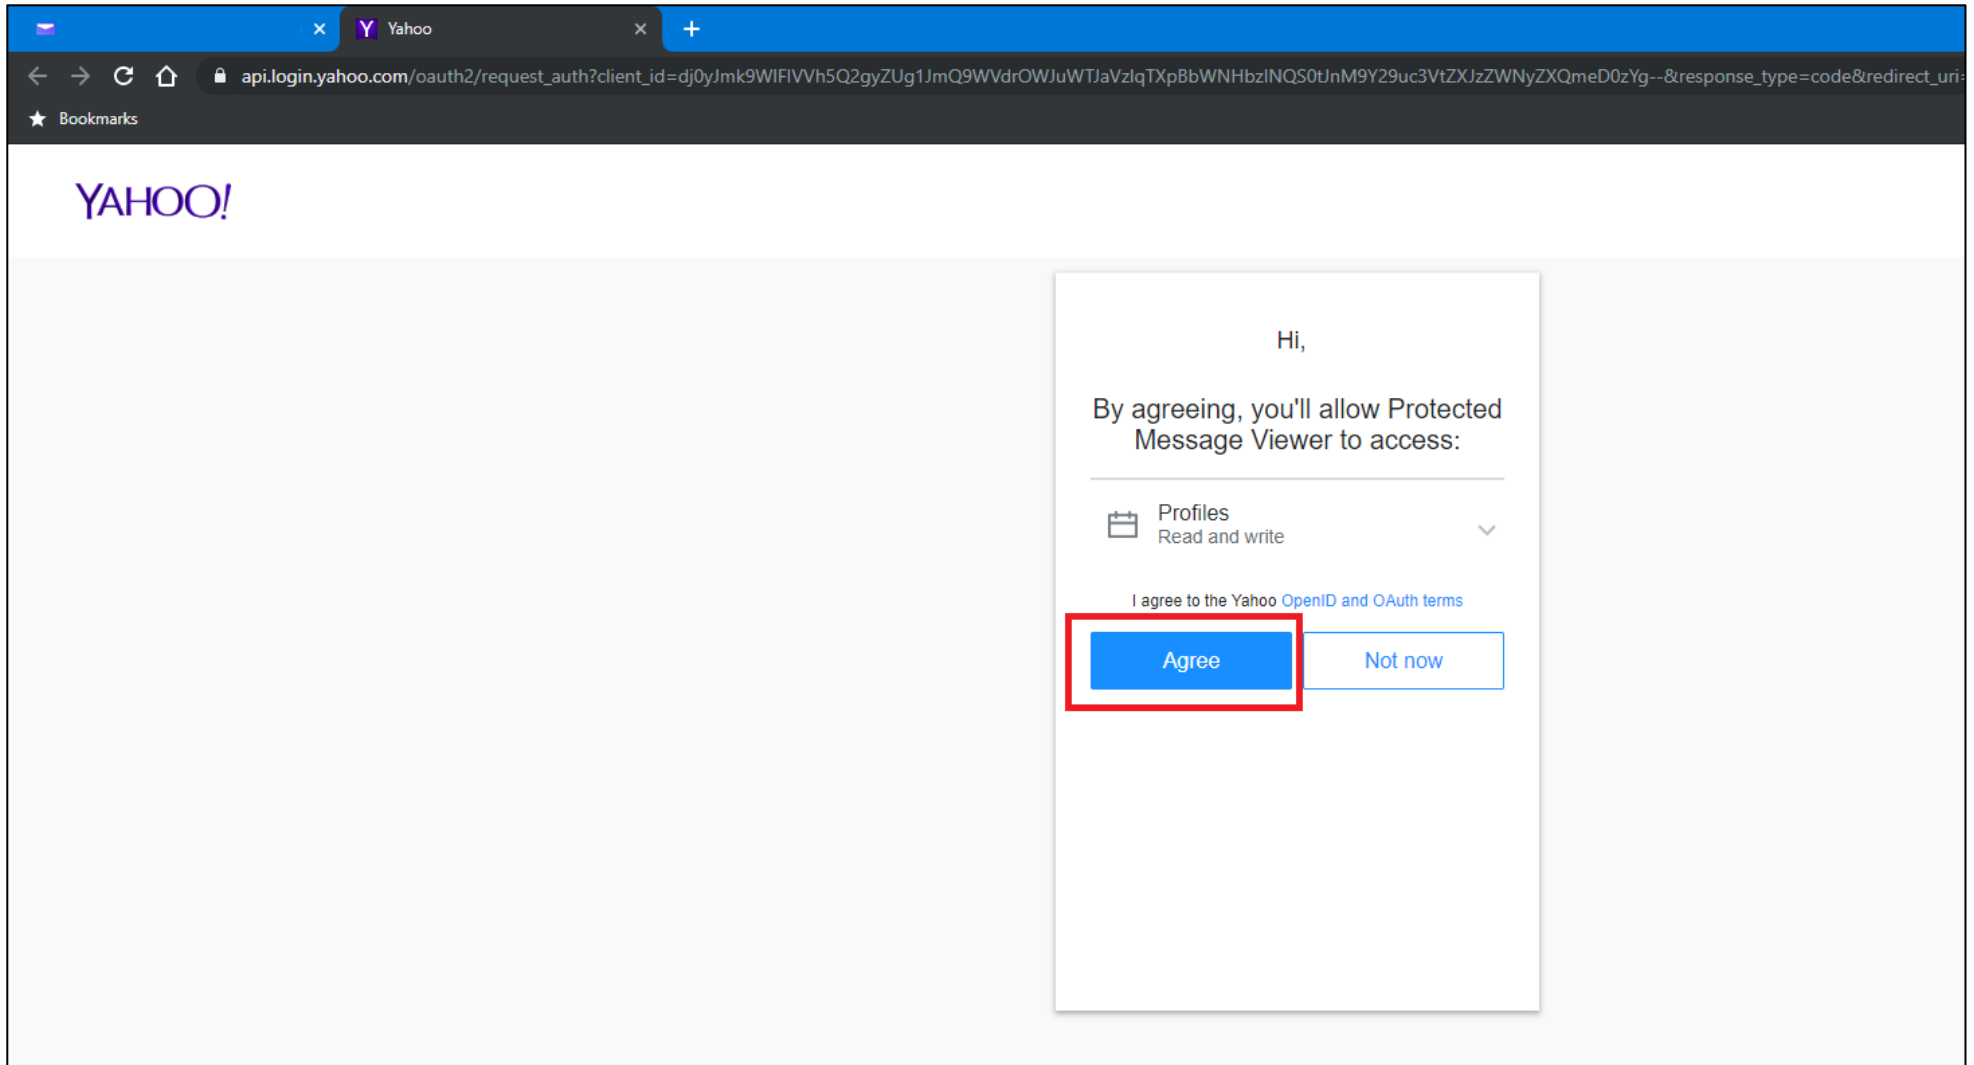 Yahoo
api.login.yahoo.com/oauth2/request_auth?client_id=dj0yJmk9WlFlVVh5Q2gyZUg1JmQ9WVdrOWJuWTJaVzlqTXpBbWNHbzlNQS0tJnM9Y29uc3VtZXJzZWNyZXQmeD0zYg--&response_type=code&redirect_uri=
Bookmarks
YAHOO!
Hi,
By agreeing, you'll allow Protected
Message Viewer to access:
Profiles
Read and write
I agree to the Yahoo OpenID and OAuth terms
Agree
Not now